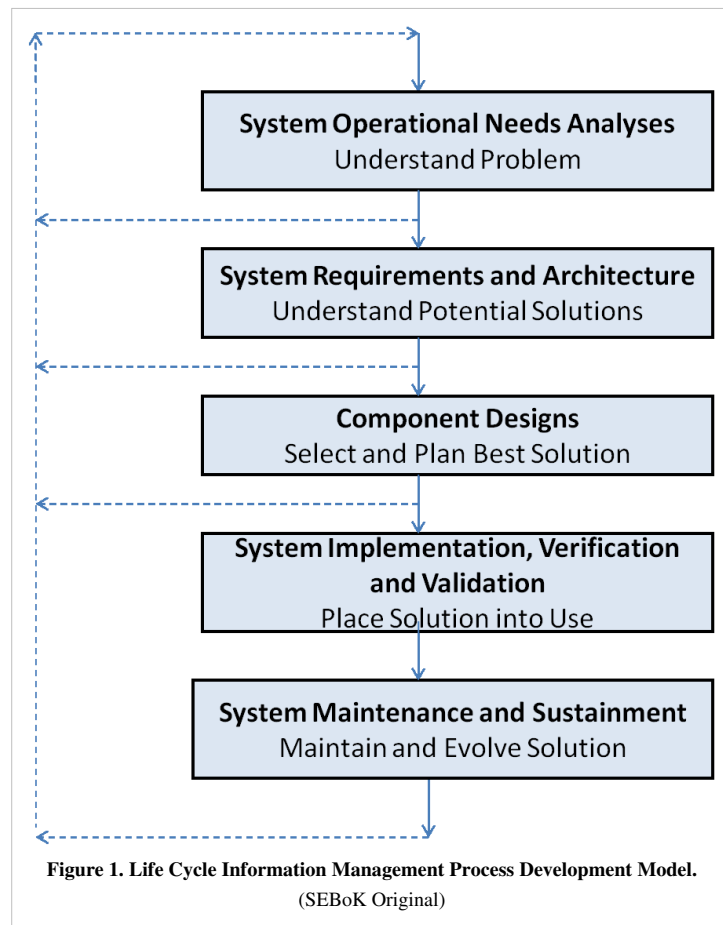 System Operational Needs Analyses
Understand Problem
System Requirements and Architecture
Understand Potential Solutions
Component Designs
Select and Plan Best Solution
System Implementation, Verification
and Validation
Place Solution into Use
System Maintenance and Sustainment
Maintain and Evolve Solution
Figure 1. Life Cycle Information Management Process Development Model.
(SEBoK Original)